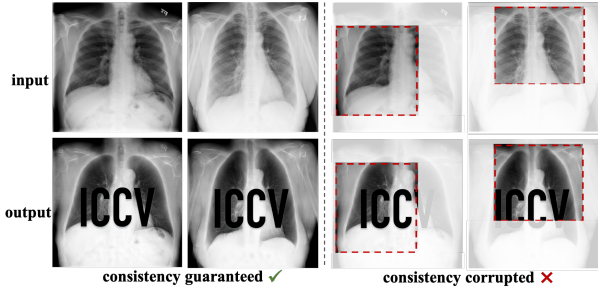 input
output
ICCV
ICCV
ICCV
ICCV
consistency guaranteed ✓
consistency corrupted ✗